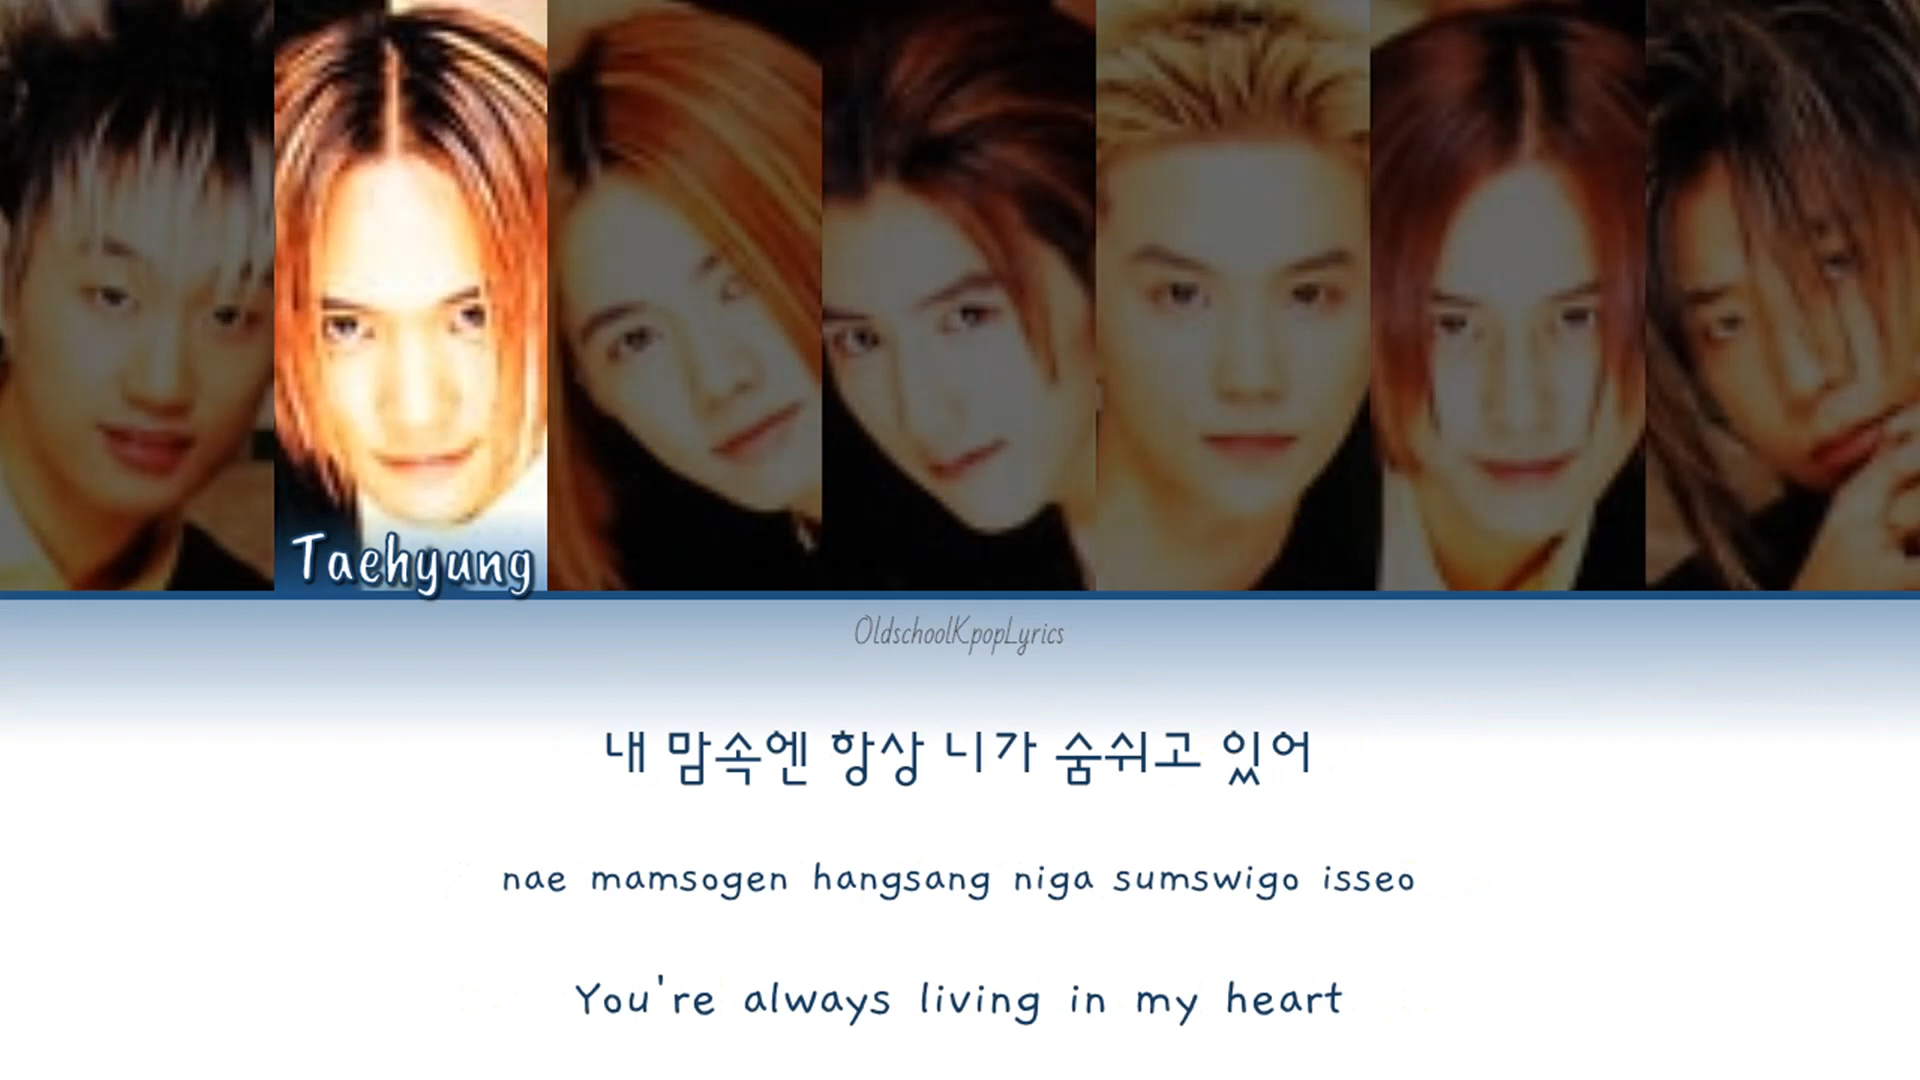 Taehyung
OldschoolKpopLyrics
내 맘속엔 항상 니가 숨쉬고 있어
nae mamsogen hangsang niga sumswigo isseo
You're always living in my heart